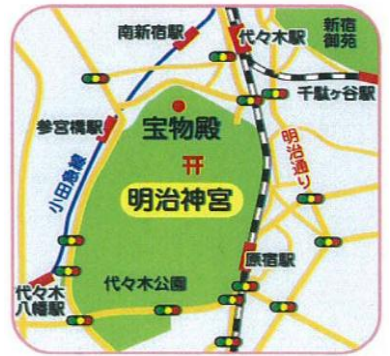 南新宿駅
代々木駅
新宿
御苑
千駄ヶ谷駅
参宮橋駅
宝物殿
明治通り
小田急線
明治神宮
原宿駅
代々木公園
代々木
八幡駅